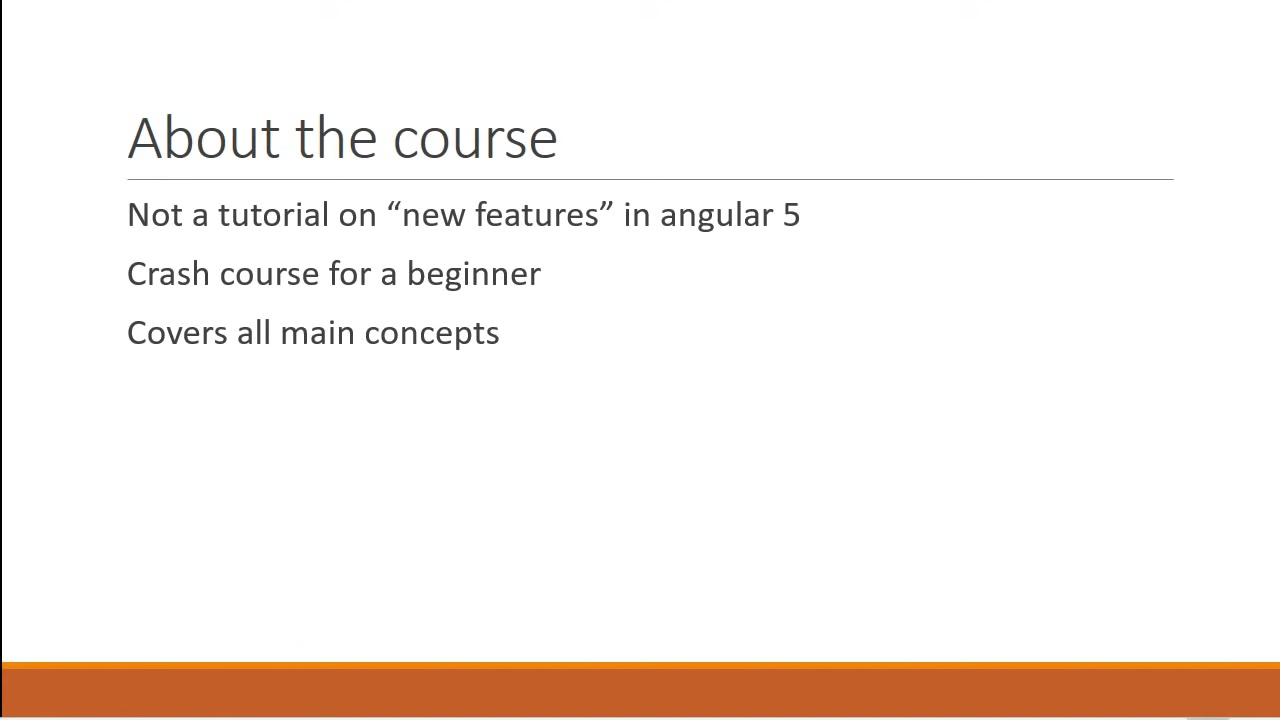 About the course
Not a tutorial on “new features” in angular 5
Crash course for a beginner
Covers all main concepts